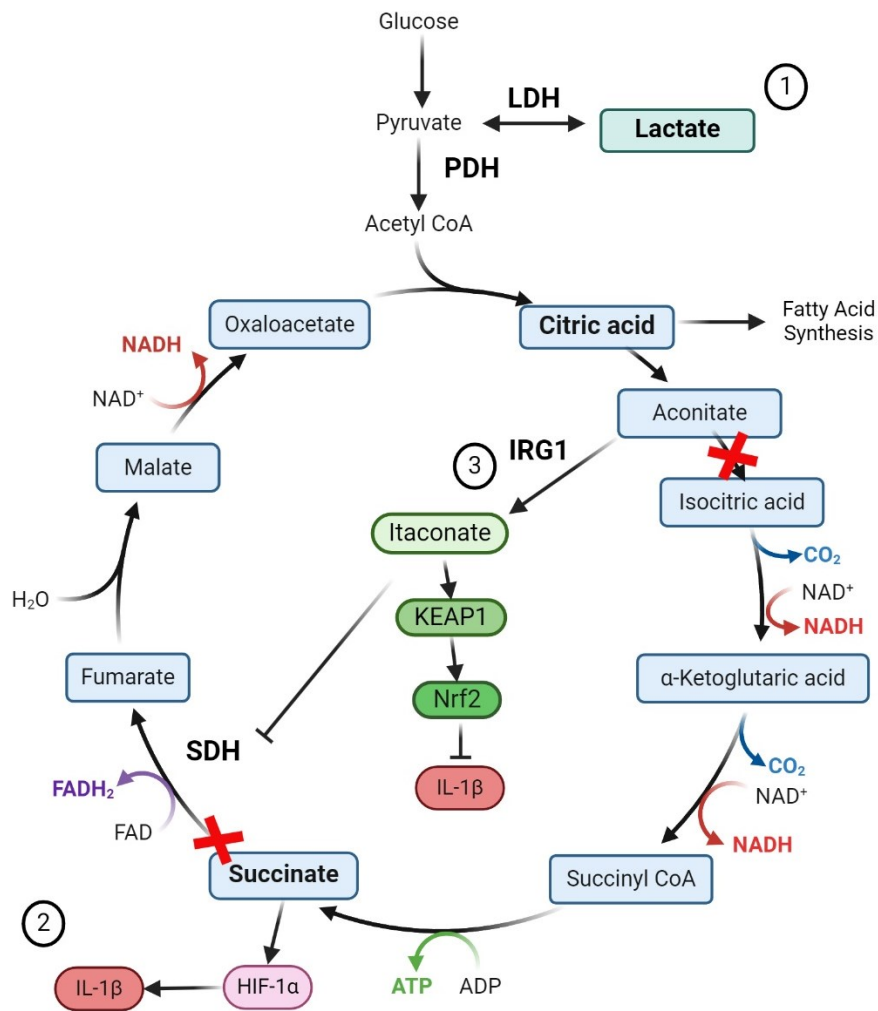 Glucose
1
LDH
Pyruvate
Lactate
PDH
Acetyl CoA
Oxaloacetate
Citric acid
Fatty Acid
Synthesis
NADH
NAD⁺
Aconitate
3
IRG1
Malate
Isocitric acid
Itaconate
CO₂
NAD⁺
H₂O
KEAP1
NADH
Fumarate
α-Ketoglutaric acid
Nrf2
SDH
CO₂
FADH₂
IL-1β
NAD⁺
FAD
NADH
Succinate
Succinyl CoA
2
IL-1β
HIF-1α
ATP
ADP